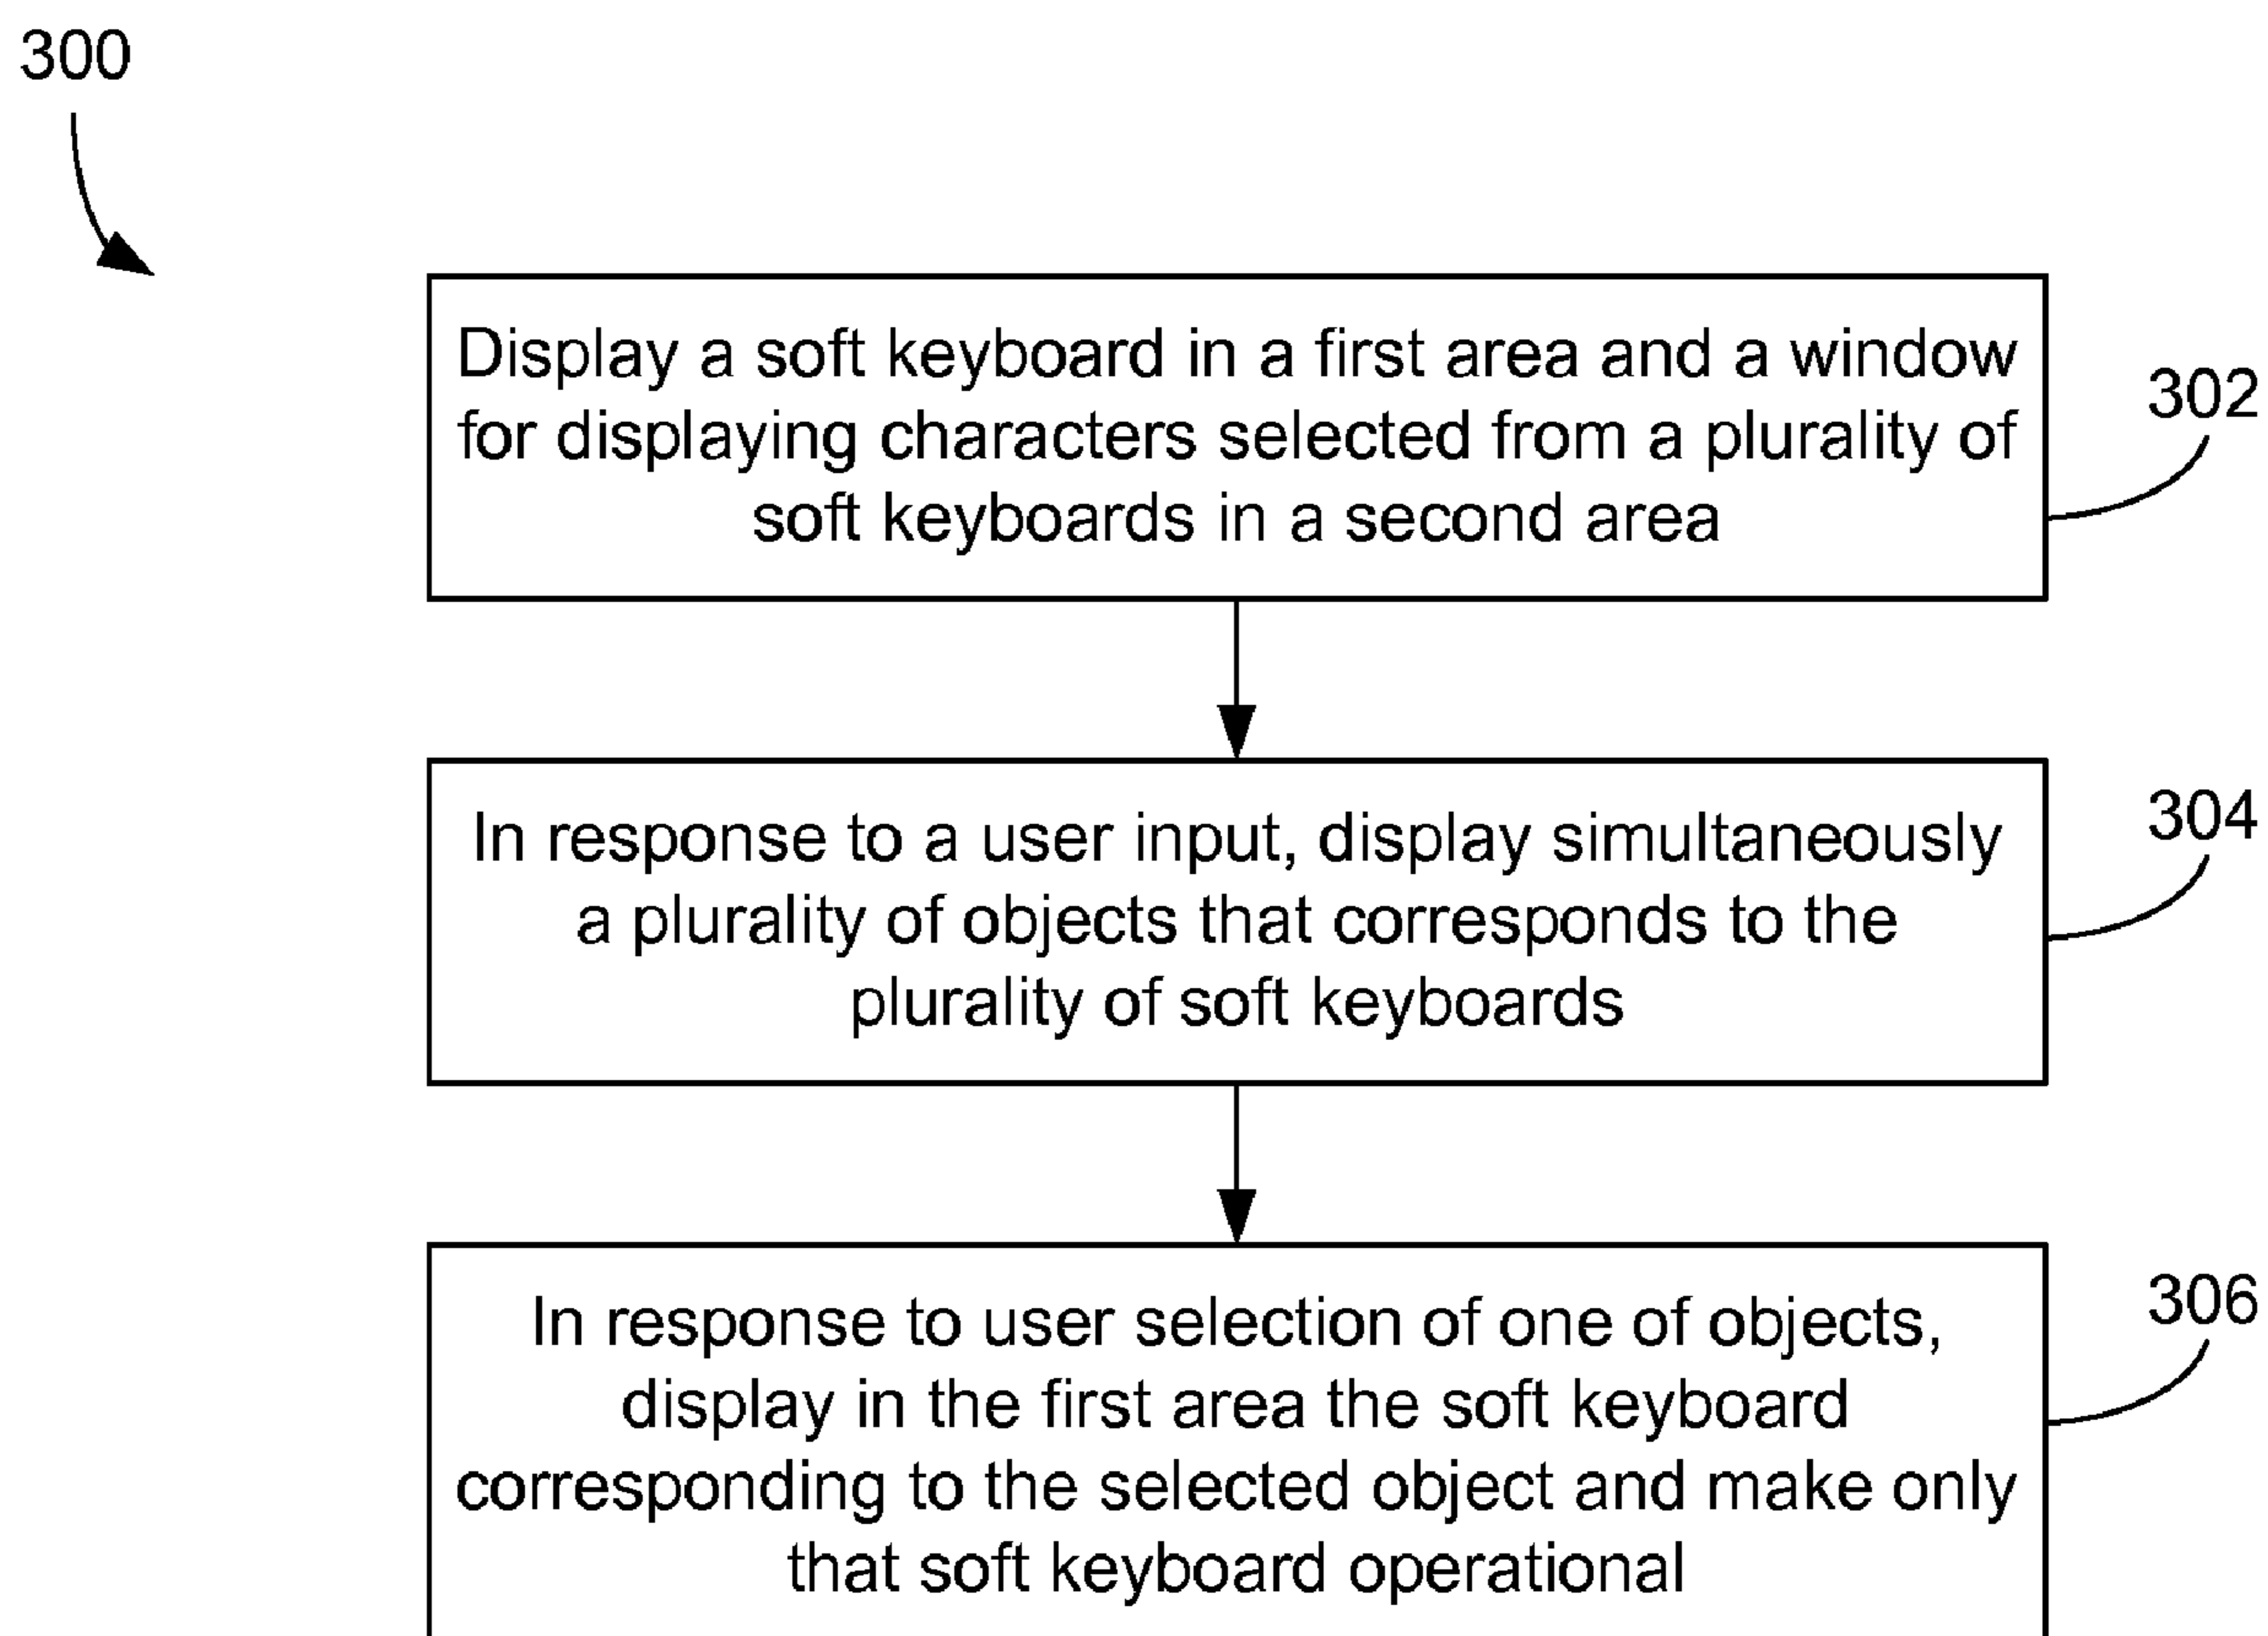 300
Display a soft keyboard in a first area and a window
for displaying characters selected from a plurality of
soft keyboards in a second area
302
In response to a user input, display simultaneously
a plurality of objects that corresponds to the
plurality of soft keyboards
304
In response to user selection of one of objects,
display in the first area the soft keyboard
corresponding to the selected object and make only
that soft keyboard operational
306